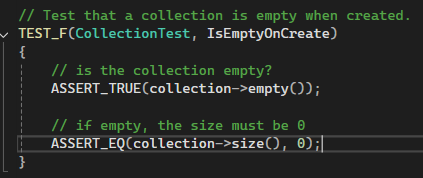 // Test that a collection is empty when created.
TEST_F(CollectionTest, IsEmptyOnCreate)
{
    // is the collection empty?
    ASSERT_TRUE(collection->empty());

    // if empty, the size must be 0
    ASSERT_EQ(collection->size(), 0);
}